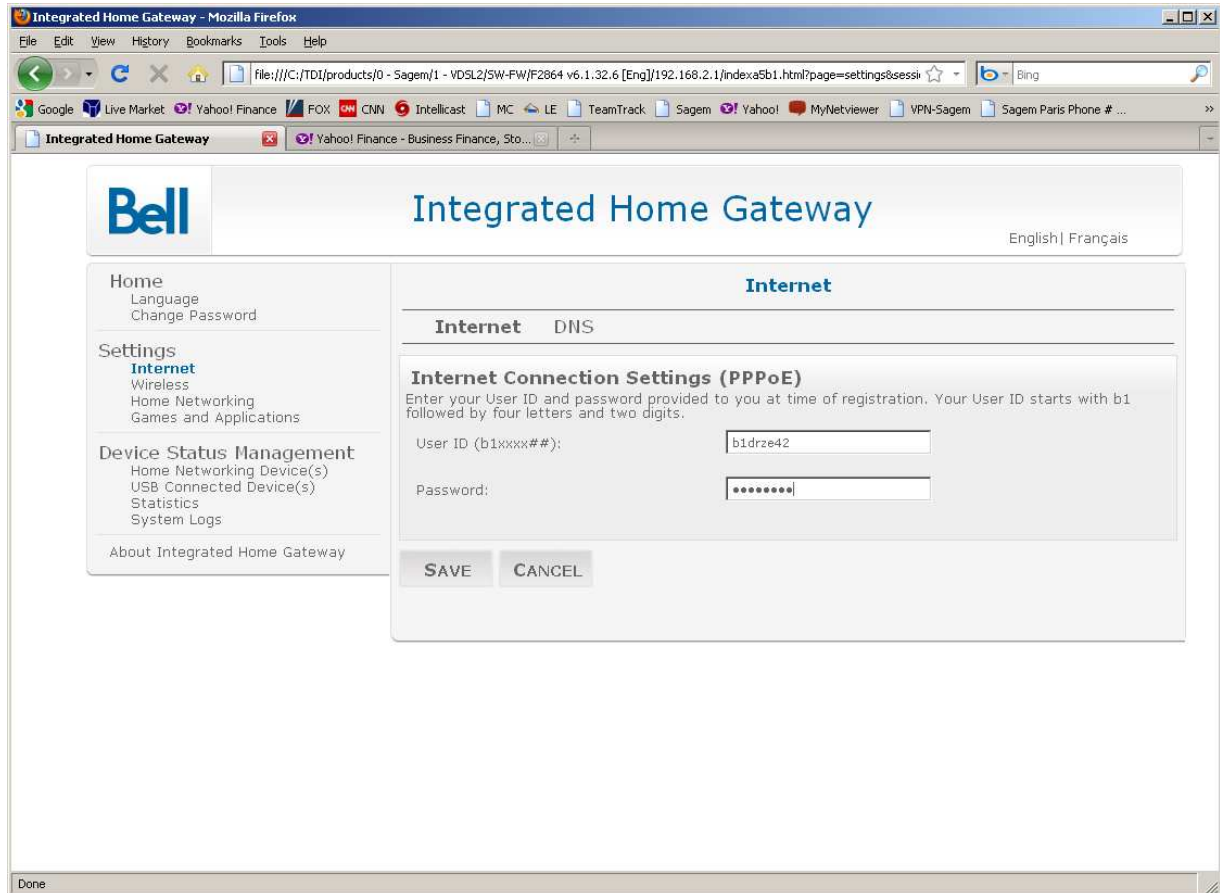 Integrated Home Gateway - Mozilla Firefox
File Edit View History Bookmarks Tools Help
file:///C:/TDI/products/0 - Sagem/1 - VDSL2/SW-FW/F2864 v6.1.32.6 [Eng]/192.168.2.1/indexa5b1.html?page=settings&sessi
Bing
Google Live Market Yahoo! Finance FOX CNN Intellicast MC LE TeamTrack Sagem Yahoo! MyNetviewer VPN-Sagem Sagem Paris Phone # ... »
Integrated Home Gateway Yahoo! Finance - Business Finance, Sto...
Bell
Integrated Home Gateway
English| Français
Home
Language
Change Password
Settings
Internet
Wireless
Home Networking
Games and Applications
Device Status Management
Home Networking Device(s)
USB Connected Device(s)
Statistics
System Logs
About Integrated Home Gateway
Internet
Internet DNS
Internet Connection Settings (PPPoE)
Enter your User ID and password provided to you at time of registration. Your User ID starts with b1
followed by four letters and two digits.
User ID (b1xxxx##): b1drze42
Password: ••••••••
SAVE CANCEL
Done